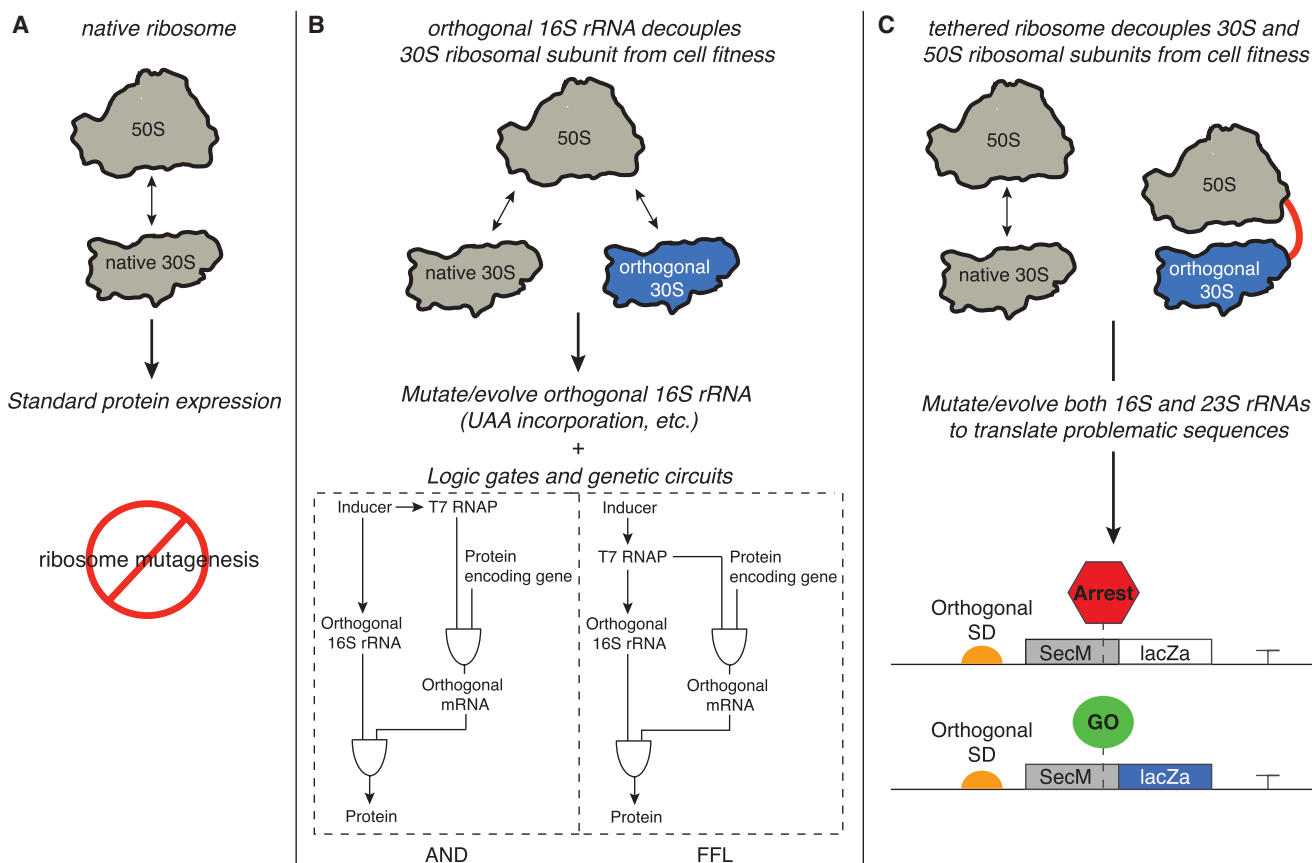 A
native ribosome
50S
native 30S
Standard protein expression
ribosome mutagenesis
B
orthogonal 16S rRNA decouples
30S ribosomal subunit from cell fitness
50S
native 30S
orthogonal
30S
Mutate/evolve orthogonal 16S rRNA
(UAA incorporation, etc.)
+
Logic gates and genetic circuits
Inducer
T7 RNAP
Protein
encoding gene
Orthogonal
16S rRNA
Orthogonal
mRNA
Protein
AND
Inducer
T7 RNAP
Protein
encoding gene
Orthogonal
16S rRNA
Orthogonal
mRNA
Protein
FFL
C
tethered ribosome decouples 30S and
50S ribosomal subunits from cell fitness
50S
native 30S
50S
orthogonal
30S
Mutate/evolve both 16S and 23S rRNAs
to translate problematic sequences
Arrest
Orthogonal
SD
SecM
lacZa
GO
Orthogonal
SD
SecM
lacZa